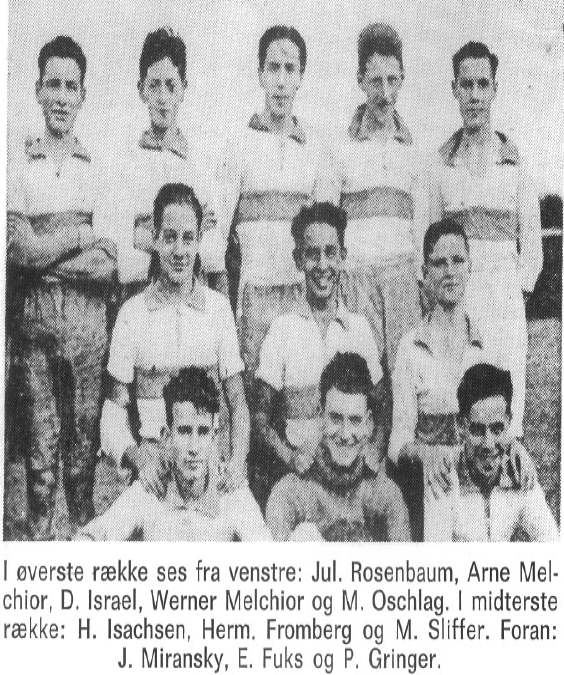 I øverste række ses fra venstre: Jul. Rosenbaum, Arne Mel-
chior, D. Israel, Werner Melchior og M. Oschlag. I midterste
række: H. Isachsen, Herm. Fromberg og M. Sliffer. Foran:
J. Miransky, E. Fuks og P. Gringer.